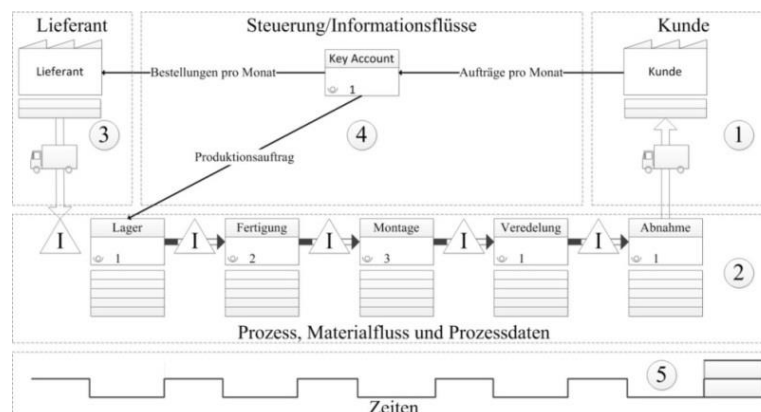 Lieferant
Steuerung/Informationsflüsse
Kunde
Lieferant
Bestellungen pro Monat
Key Account
1
Aufträge pro Monat
Kunde
3
4
1
Produktionsauftrag
I
Lager
1
I
Fertigung
2
I
Montage
3
I
Veredelung
I
I
Abnahme
1
2
Prozess, Materialfluss und Prozessdaten
5
Zeiten